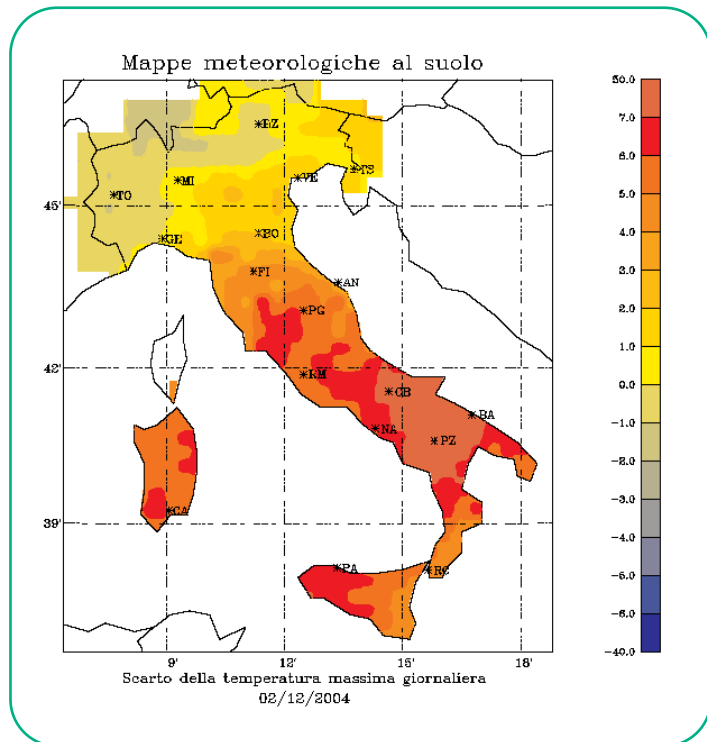 Mappe meteorologiche al suolo
50.0
7.0
6.0
5.0
4.0
3.0
2.0
1.0
0.0
-1.0
-2.0
-3.0
-4.0
-5.0
-6.0
-40.0
BZ
TS
MI
VE
TO
45'
GE
BO
FI
AN
PG
42'
RM
CB
BA
NA
PZ
CA
39'
PA
RC
9'
12'
15'
18'
Scarto della temperatura massima giornaliera
02/12/2004